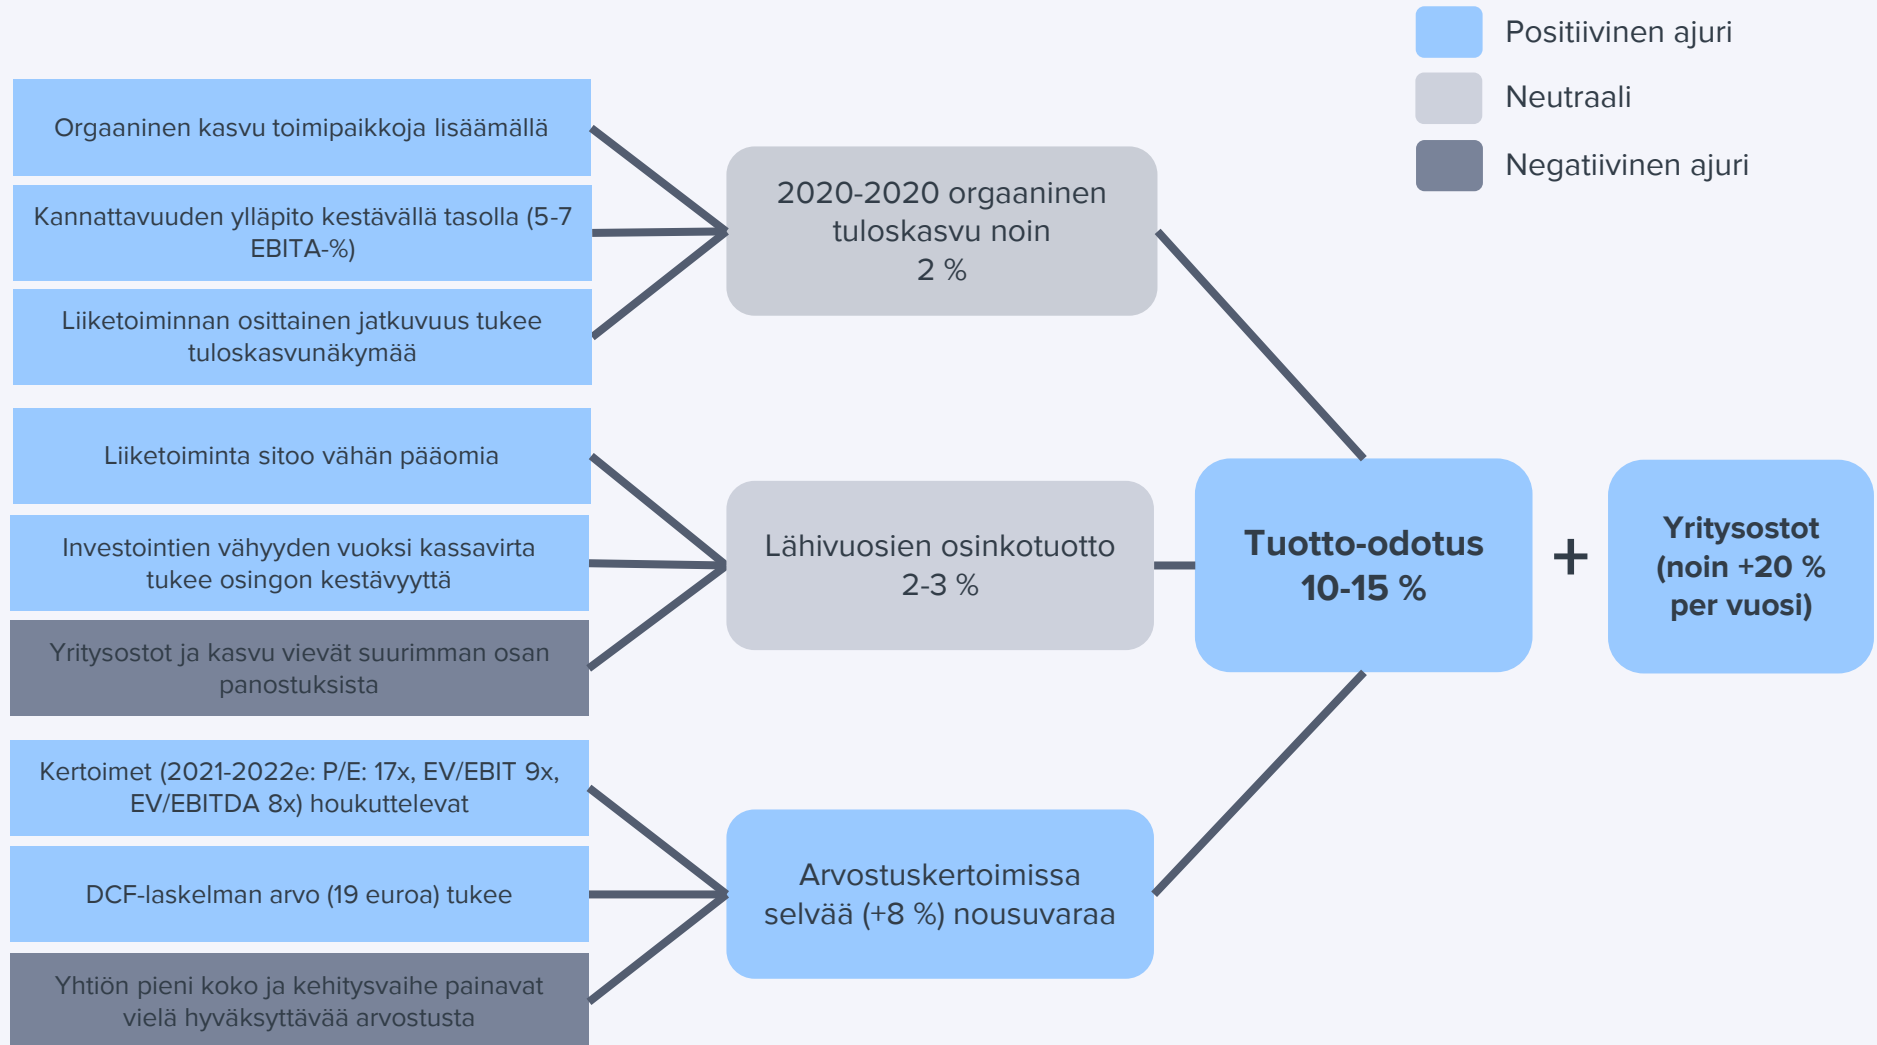 Positiivinen ajuri
Neutraali
Negatiivinen ajuri
Orgaaninen kasvu toimipaikkoja lisäämällä
Kannattavuuden ylläpito kestävällä tasolla (5-7
EBITA-%)
Liiketoiminnan osittainen jatkuvuus tukee
tuloskasvunäkymää
2020-2020 orgaaninen
tuloskasvu noin
2 %
Liiketoiminta sitoo vähän pääomia
Investointien vähyyden vuoksi kassavirta
tukee osingon kestävyyttä
Yritysostot ja kasvu vievät suurimman osan
panostuksista
Lähivuosien osinkotuotto
2-3 %
Kertoimet (2021-2022e: P/E: 17x, EV/EBIT 9x,
EV/EBITDA 8x) houkuttelevat
DCF-laskelman arvo (19 euroa) tukee
Yhtiön pieni koko ja kehitysvaihe painavat
vielä hyväksyttävää arvostusta
Arvostuskertoimissa
selvää (+8 %) nousuvaraa
Tuotto-odotus
10-15 %
+
Yritysostot
(noin +20 %
per vuosi)